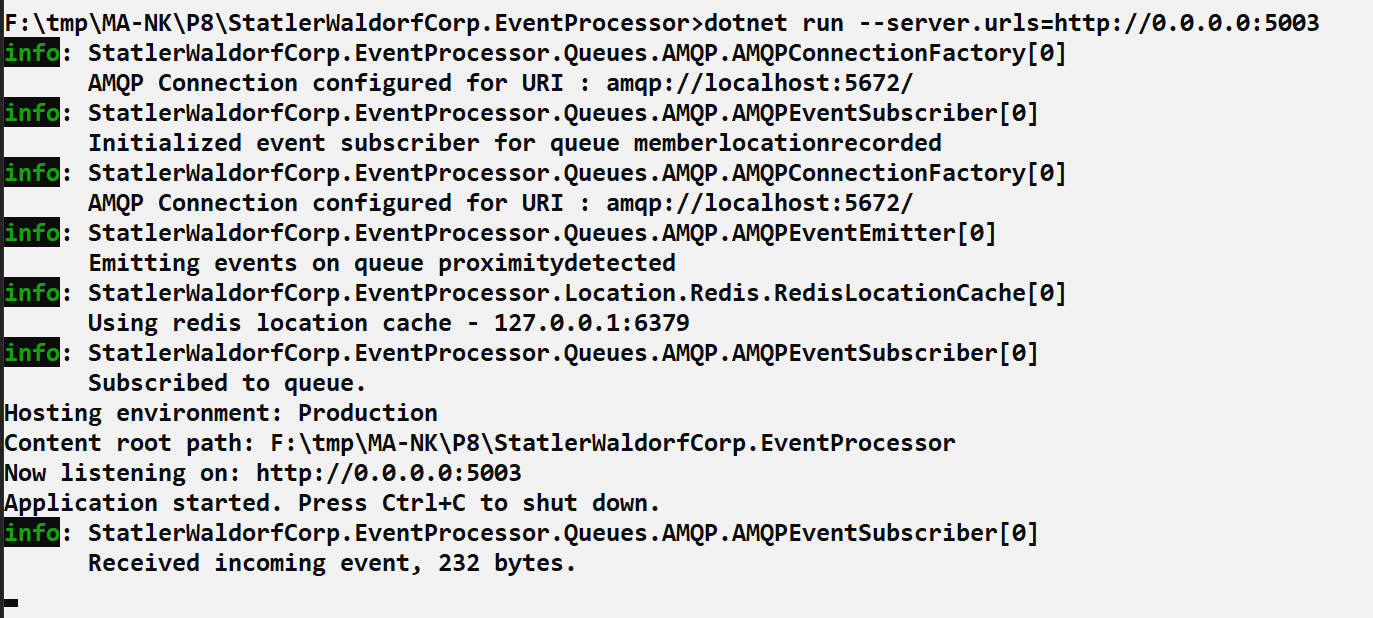 F:\tmp\MA-NK\P8\StatlerWaldorfCorp.EventProcessor>dotnet run --server.urls=http://0.0.0.0:5003
info: StatlerWaldorfCorp.EventProcessor.Queues.AMQP.AMQPConnectionFactory[0]
      AMQP Connection configured for URI : amqp://localhost:5672/
info: StatlerWaldorfCorp.EventProcessor.Queues.AMQP.AMQPEventSubscriber[0]
      Initialized event subscriber for queue memberlocationrecorded
info: StatlerWaldorfCorp.EventProcessor.Queues.AMQP.AMQPConnectionFactory[0]
      AMQP Connection configured for URI : amqp://localhost:5672/
info: StatlerWaldorfCorp.EventProcessor.Queues.AMQP.AMQPEventEmitter[0]
      Emitting events on queue proximitydetected
info: StatlerWaldorfCorp.EventProcessor.Location.Redis.RedisLocationCache[0]
      Using redis location cache - 127.0.0.1:6379
info: StatlerWaldorfCorp.EventProcessor.Queues.AMQP.AMQPEventSubscriber[0]
      Subscribed to queue.
Hosting environment: Production
Content root path: F:\tmp\MA-NK\P8\StatlerWaldorfCorp.EventProcessor
Now listening on: http://0.0.0.0:5003
Application started. Press Ctrl+C to shut down.
info: StatlerWaldorfCorp.EventProcessor.Queues.AMQP.AMQPEventSubscriber[0]
      Received incoming event, 232 bytes.